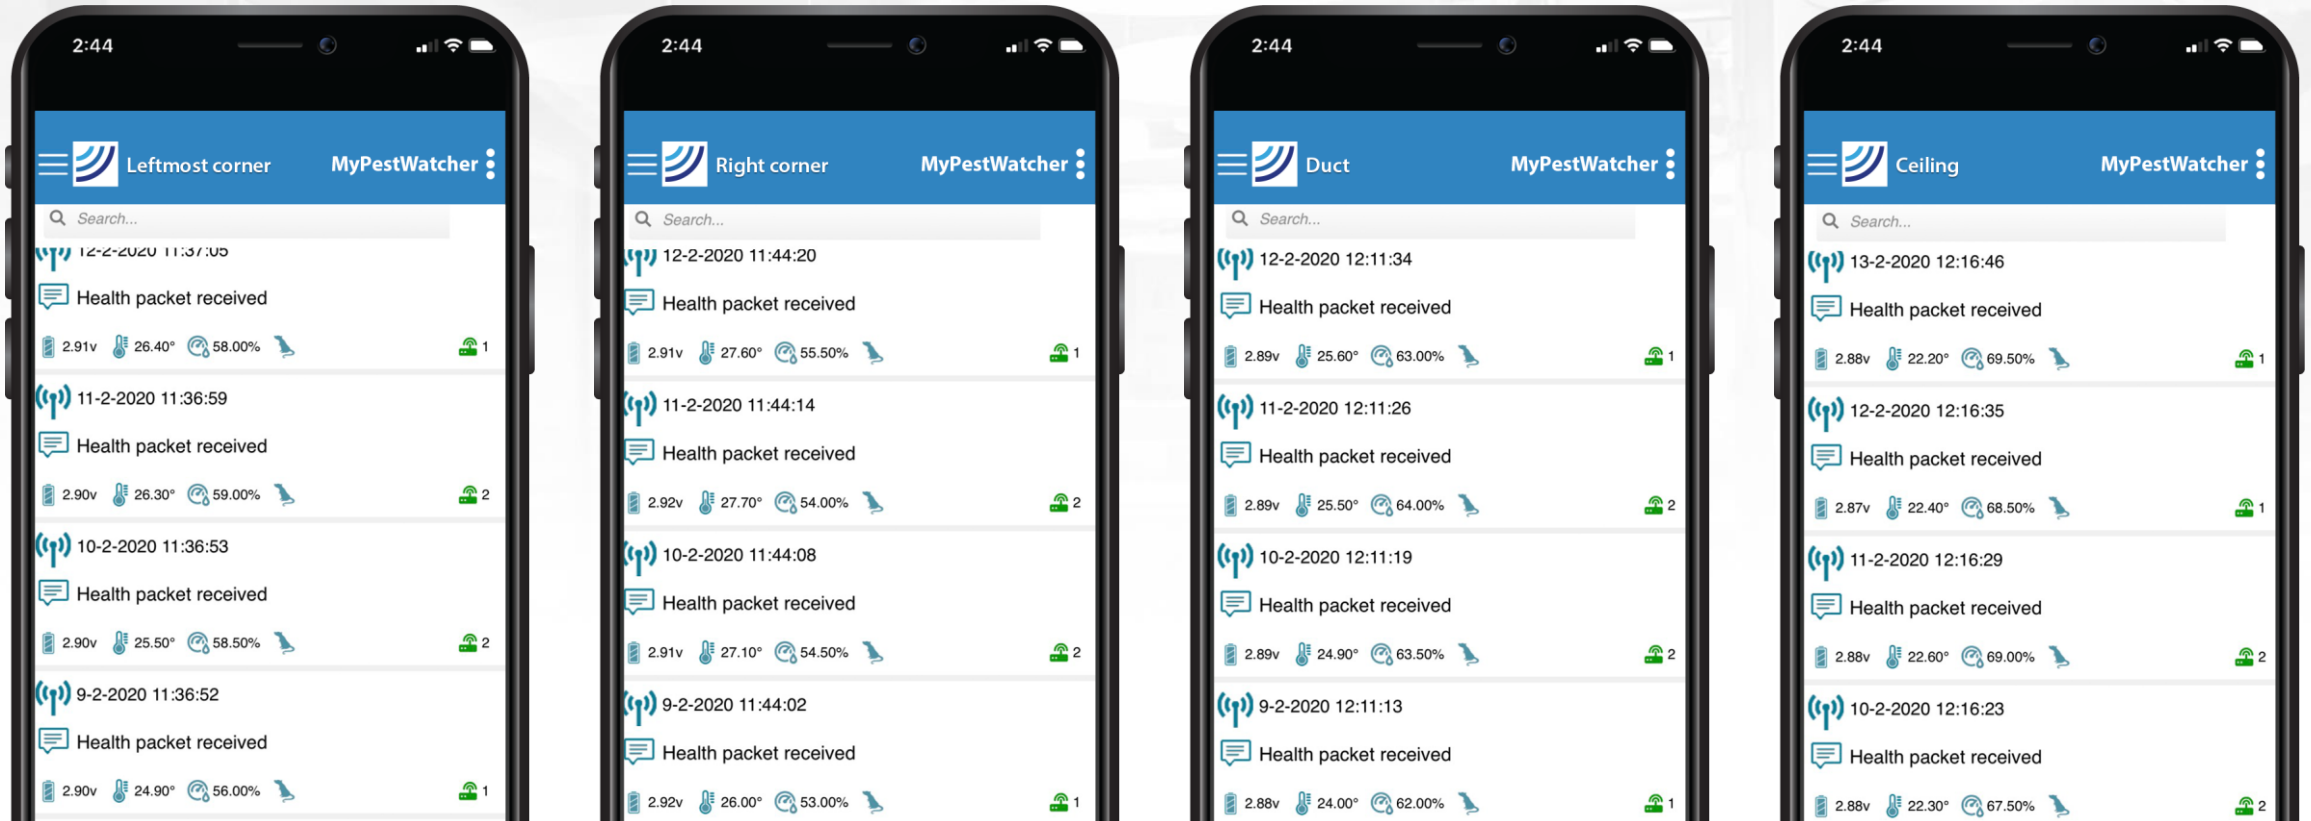 2:44
Leftmost corner MyPestWatcher
Search...
12-2-2020 11:37:05
Health packet received
2.91v 26.40° 58.00% 1
11-2-2020 11:36:59
Health packet received
2.90v 26.30° 59.00% 2
10-2-2020 11:36:53
Health packet received
2.90v 25.50° 58.50% 2
9-2-2020 11:36:52
Health packet received
2.90v 24.90° 56.00% 1
2:44
Right corner MyPestWatcher
Search...
12-2-2020 11:44:20
Health packet received
2.91v 27.60° 55.50% 1
11-2-2020 11:44:14
Health packet received
2.92v 27.70° 54.00% 2
10-2-2020 11:44:08
Health packet received
2.91v 27.10° 54.50% 2
9-2-2020 11:44:02
Health packet received
2.92v 26.00° 53.00% 1
2:44
Duct MyPestWatcher
Search...
12-2-2020 12:11:34
Health packet received
2.89v 25.60° 63.00% 1
11-2-2020 12:11:26
Health packet received
2.89v 25.50° 64.00% 2
10-2-2020 12:11:19
Health packet received
2.89v 24.90° 63.50% 2
9-2-2020 12:11:13
Health packet received
2.88v 24.00° 62.00% 1
2:44
Ceiling MyPestWatcher
Search...
13-2-2020 12:16:46
Health packet received
2.88v 22.20° 69.50% 1
12-2-2020 12:16:35
Health packet received
2.87v 22.40° 68.50% 1
11-2-2020 12:16:29
Health packet received
2.88v 22.60° 69.00% 2
10-2-2020 12:16:23
Health packet received
2.88v 22.30° 67.50% 2